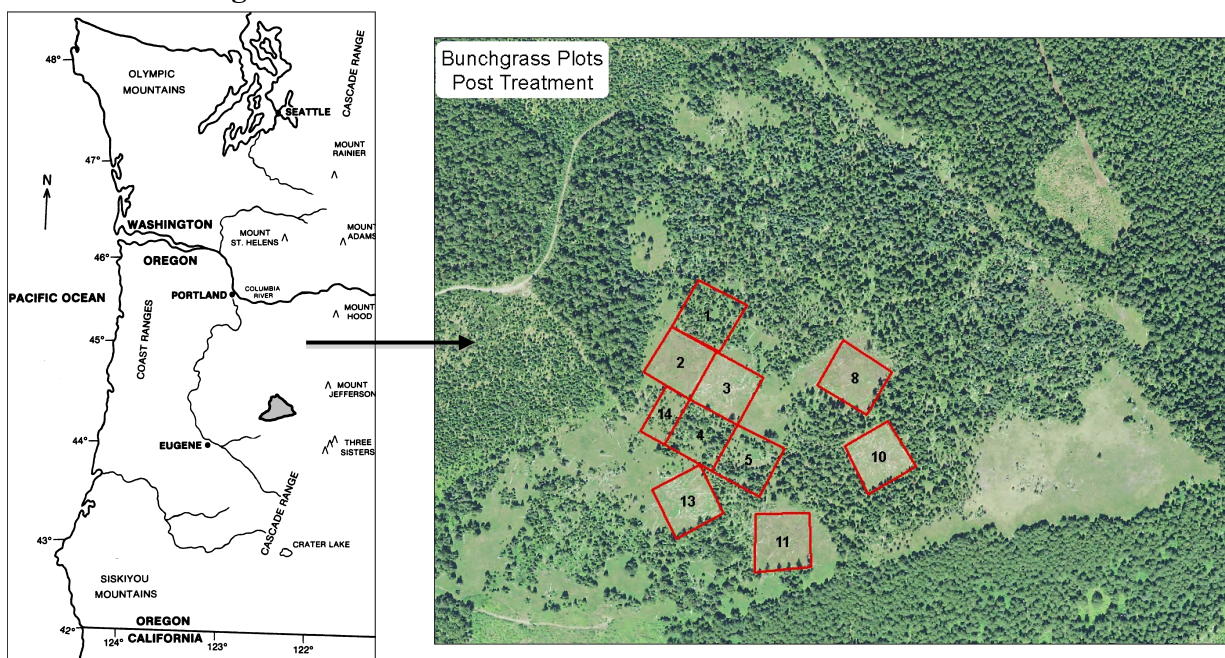 48°
OLYMPIC
MOUNTAINS
CASCADE RANGE
SEATTLE
47°
MOUNT
RAINIER
N
WASHINGTON
MOUNT
ST. HELENS
MOUNT
ADAMS
46°
OREGON
PACIFIC OCEAN
PORTLAND
COLUMBIA
RIVER
MOUNT
HOOD
COAST RANGES
45°
MOUNT
JEFFERSON
44°
EUGENE
THREE
SISTERS
CASCADE RANGE
43°
CRATER LAKE
SISKIYOU
MOUNTAINS
42°
OREGON
CALIFORNIA
124°
123°
122°
Bunchgrass Plots
Post Treatment
1
2
3
8
14
4
5
10
13
11